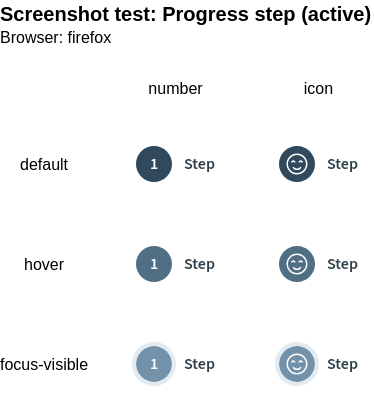 Screenshot test: Progress step (active)
Browser: firefox
number icon
default 1 Step Step
hover 1 Step Step
focus-visible 1 Step Step